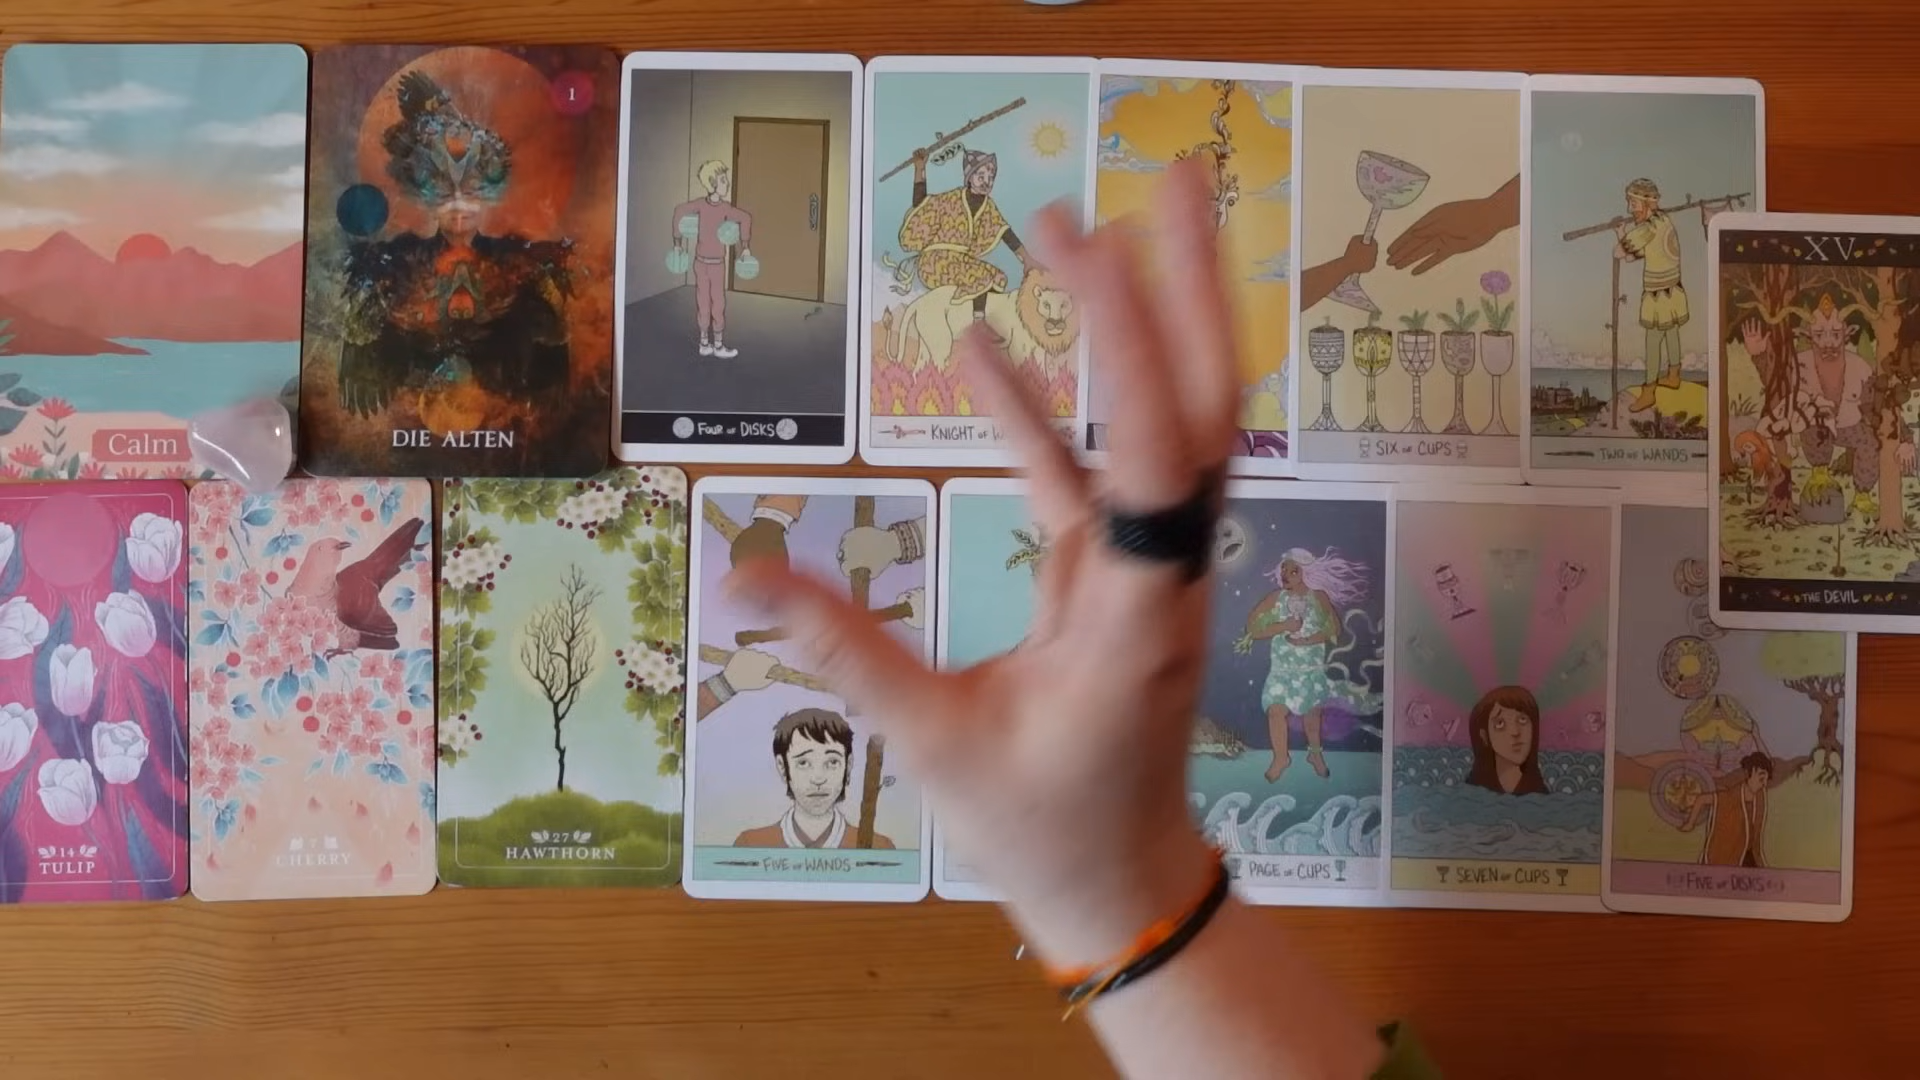 1
Calm
DIE ALTEN
FOUR OF DISKS
KNIGHT OF
SIX OF CUPS
TWO OF WANDS
XV
THE DEVIL
14
TULIP
7
CHERRY
27
HAWTHORN
FIVE OF WANDS
PAGE OF CUPS
SEVEN OF CUPS
FIVE OF DISKS